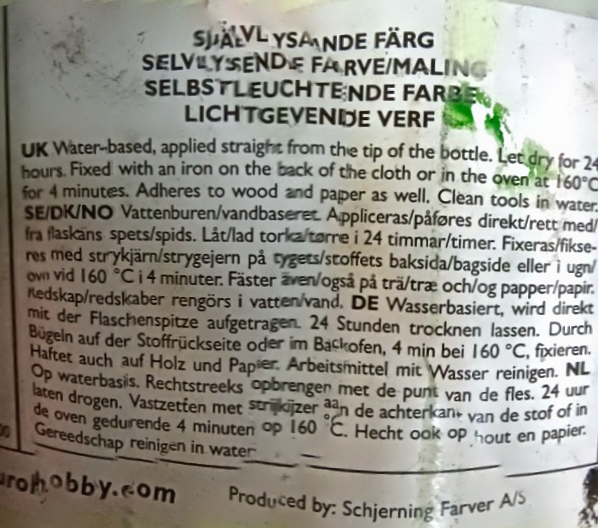 SJÄLVLYSANDE FÄRG
SELVLYSENDE FARVE/MALING
SELBSTLEUCHTENDE FARBE
LICHTGEVENDE VERF
UK Water-based, applied straight from the tip of the bottle. Let dry for 24
hours. Fixed with an iron on the back of the cloth or in the oven at 160°C
for 4 minutes. Adheres to wood and paper as well. Clean tools in water.
SE/DK/NO Vattenburen/vandbaseret. Appliceras/påføres direkt/rett med/
fra flaskans spets/spids. Låt/lad torka/tørre i 24 timmar/timer. Fixeras/fikse-
res med strykjärn/strygejern på tygets/stoffets baksida/bagside eller i ugn/
ovn vid 160 °C i 4 minuter. Fäster även/også på trä/træ och/og papper/papir.
Redskap/redskaber rengörs i vatten/vand. DE Wasserbasiert, wird direkt
mit der Flaschenspitze aufgetragen. 24 Stunden trocknen lassen. Durch
Bügeln auf der Stoffrückseite oder im Backofen, 4 min bei 160 °C, fixieren.
Haftet auch auf Holz und Papier. Arbeitsmittel mit Wasser reinigen. NL
Op waterbasis. Rechtstreeks opbrengen met de punt van de fles. 24 uur
laten drogen. Vastzetten met strijkijzer aan de achterkant van de stof of in
de oven gedurende 4 minuten op 160 °C. Hecht ook op hout en papier.
Gereedschap reinigen in water
urohobby.com
Produced by: Schjerning Farver A/S